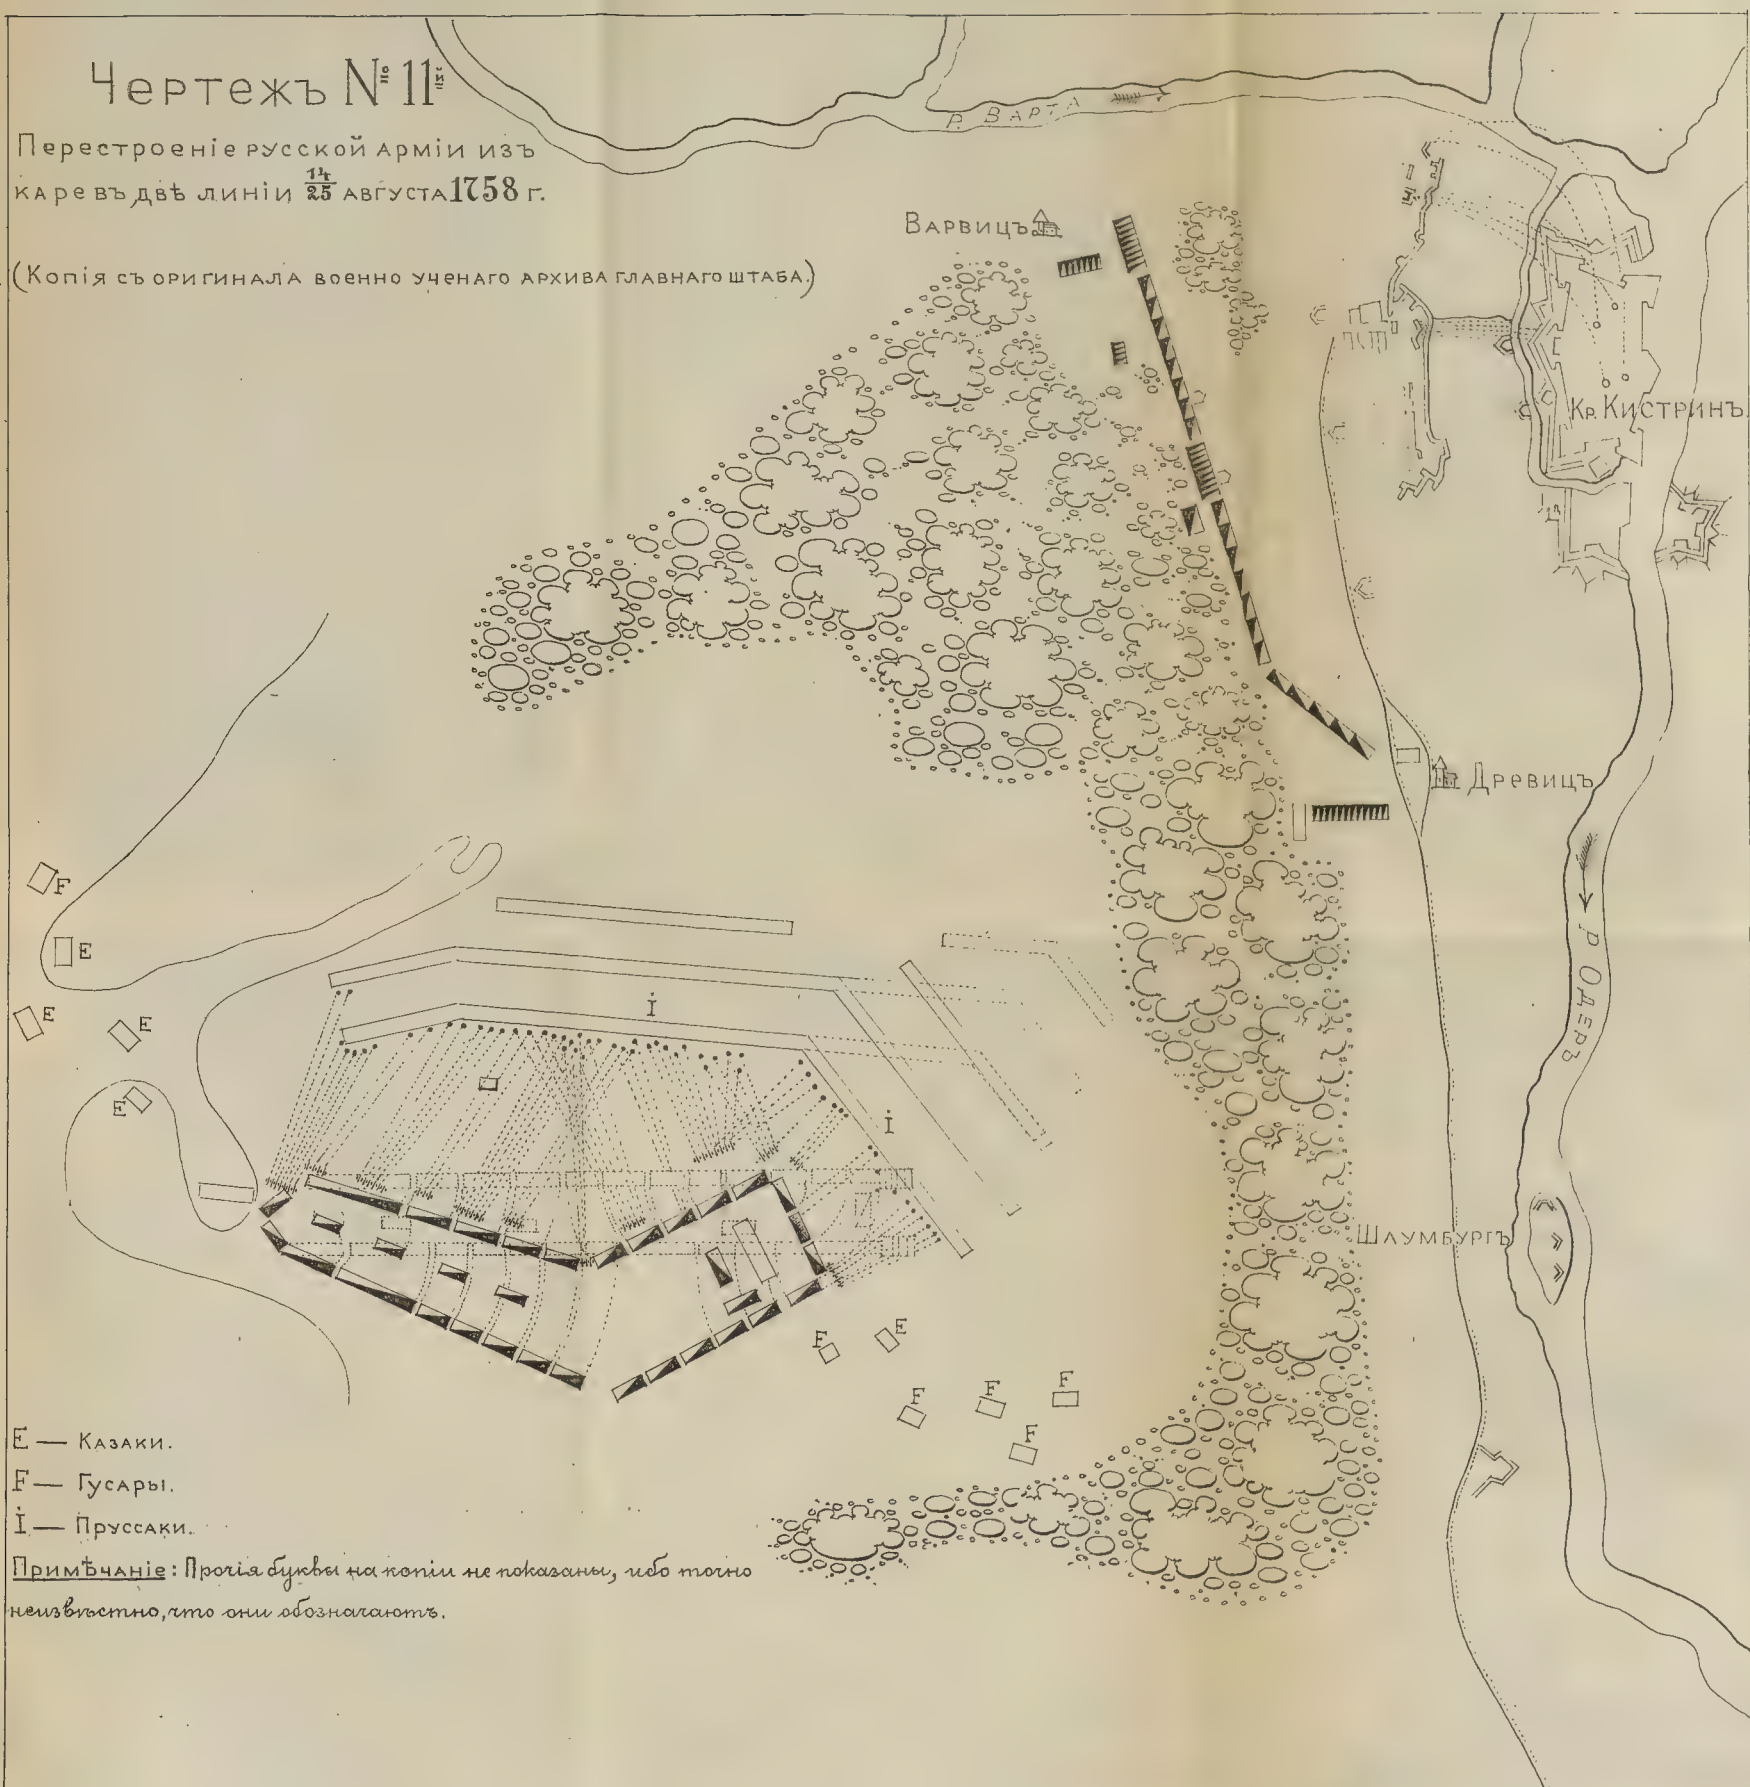 Чертежъ № 11й
Перестроеніе русской арміи изъ
каре въ двѣ линіи 14/25 августа 1758 г.
(Копія съ оригинала военно ученаго архива главнаго штаба.)
Р. Варта
Варвицъ
Кр. Кистринъ
Древицъ
Р Одеръ
F
E
E
E
E
İ
İ
Шаумбургъ
F
E
F
F
F
F
E — Казаки.
F — Гусары.
İ — Пруссаки.
Примѣчаніе: Прочія буквы на копіи не показаны, ибо точно
неизвѣстно, что они обозначаютъ.